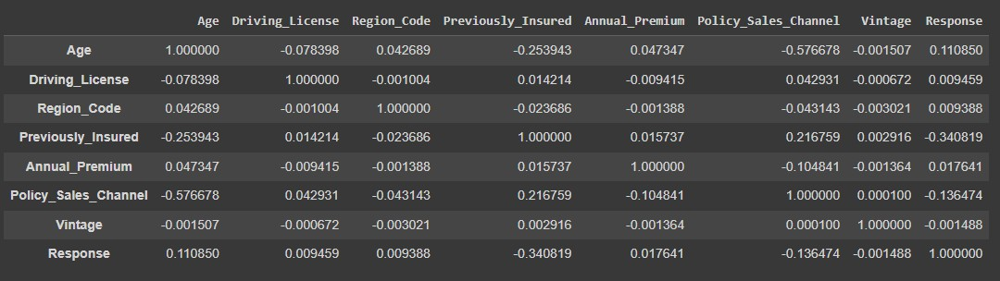 Age Driving_License Region_Code Previously_Insured Annual_Premium Policy_Sales_Channel Vintage Response
Age 1.000000 -0.078398 0.042689 -0.253943 0.047347 -0.576678 -0.001507 0.110850
Driving_License -0.078398 1.000000 -0.001004 0.014214 -0.009415 0.042931 -0.000672 0.009459
Region_Code 0.042689 -0.001004 1.000000 -0.023686 -0.001388 -0.043143 -0.003021 0.009388
Previously_Insured -0.253943 0.014214 -0.023686 1.000000 0.015737 0.216759 0.002916 -0.340819
Annual_Premium 0.047347 -0.009415 -0.001388 0.015737 1.000000 -0.104841 -0.001364 0.017641
Policy_Sales_Channel -0.576678 0.042931 -0.043143 0.216759 -0.104841 1.000000 0.000100 -0.136474
Vintage -0.001507 -0.000672 -0.003021 0.002916 -0.001364 0.000100 1.000000 -0.001488
Response 0.110850 0.009459 0.009388 -0.340819 0.017641 -0.136474 -0.001488 1.000000